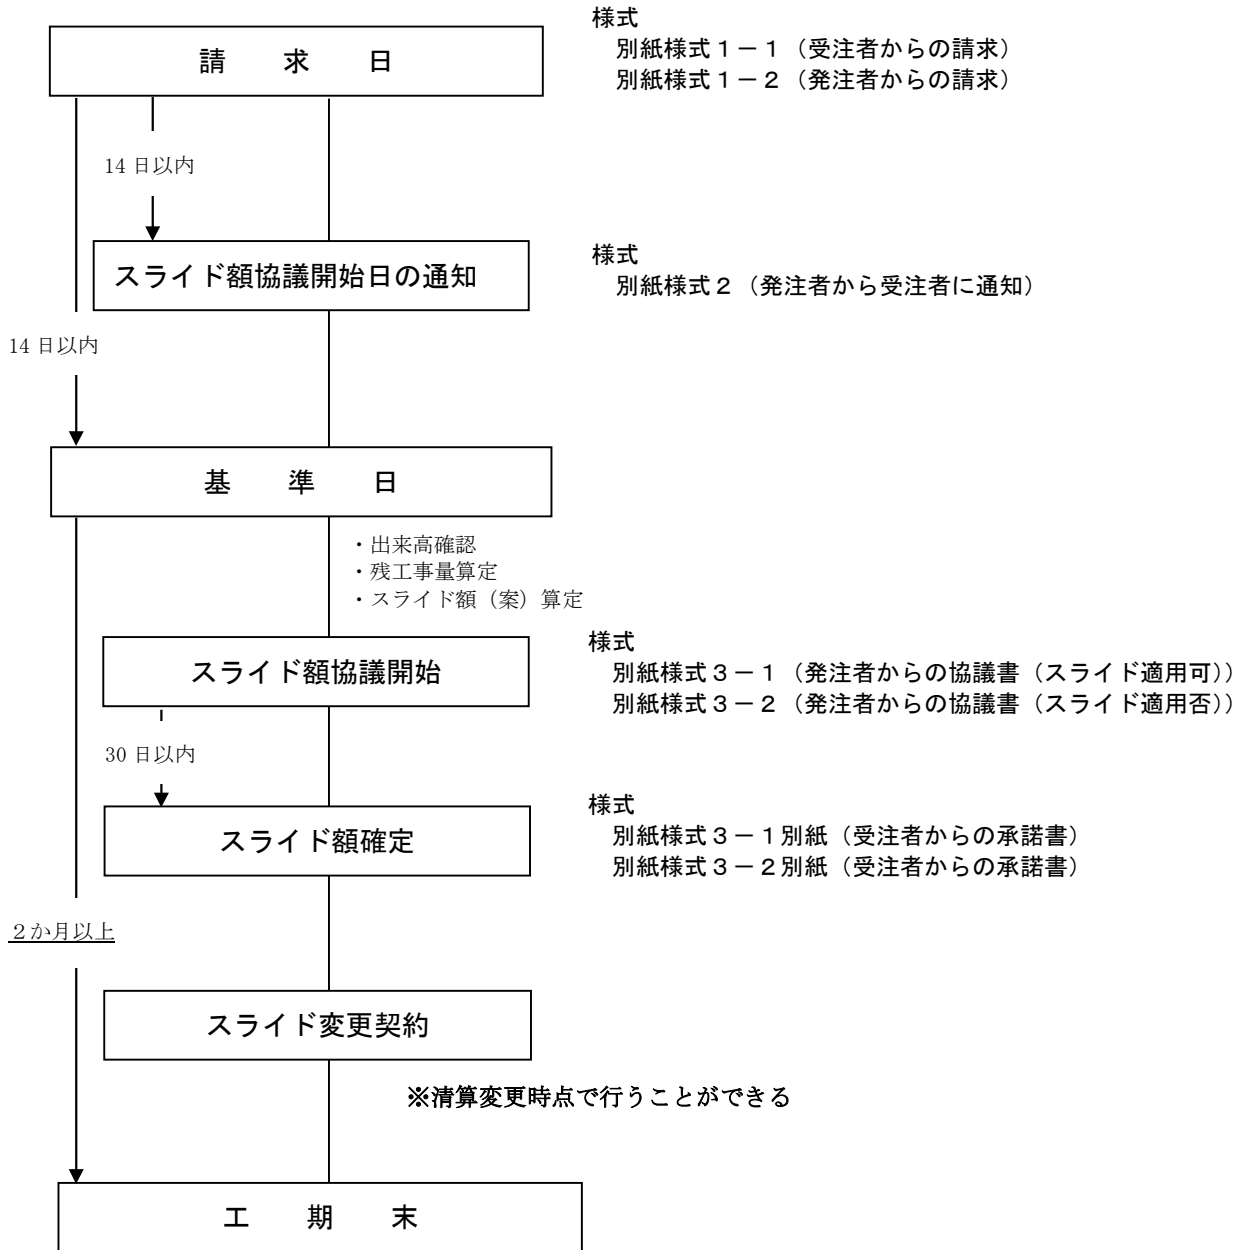 様式
請　求　日
別紙様式１－１（受注者からの請求）
別紙様式１－２（発注者からの請求）
14 日以内
スライド額協議開始日の通知
様式
別紙様式２（発注者から受注者に通知）
14 日以内
基　準　日
・出来高確認
・残工事量算定
・スライド額（案）算定
スライド額協議開始
様式
別紙様式３－１（発注者からの協議書（スライド適用可））
別紙様式３－２（発注者からの協議書（スライド適用否））
30 日以内
スライド額確定
様式
別紙様式３－１別紙（受注者からの承諾書）
別紙様式３－２別紙（受注者からの承諾書）
２か月以上
スライド変更契約
※清算変更時点で行うことができる
工　期　末